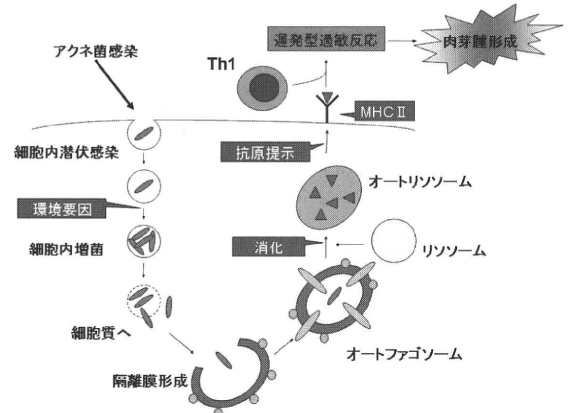 アクネ菌感染
細胞内潜伏感染
環境要因
細胞内増菌
細胞質へ
隔離膜形成
オートファゴソーム
リソソーム
消化
オートリソソーム
抗原提示
MHCⅡ
Th1
遅発型過敏反応
肉芽腫形成